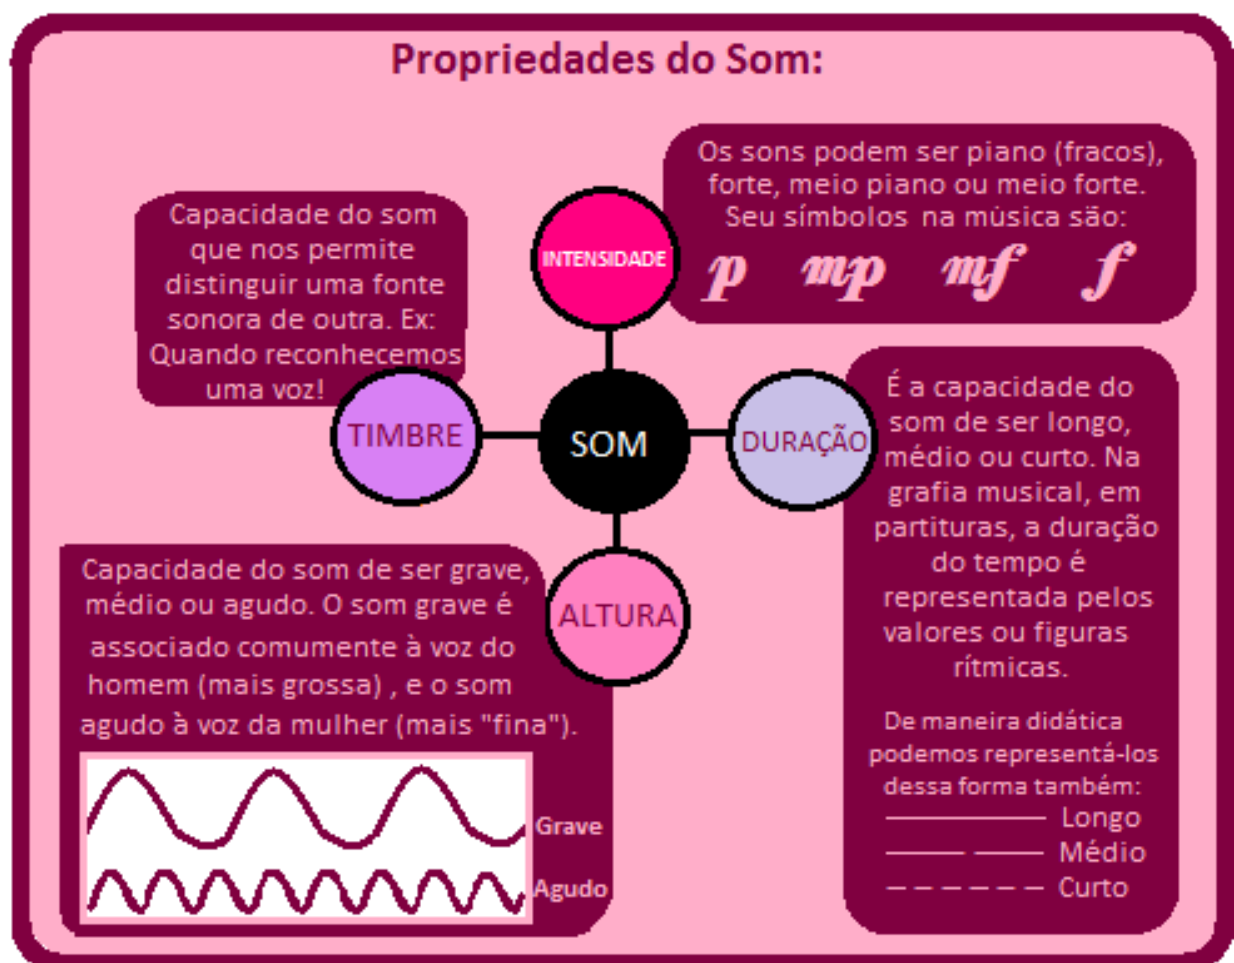 Propriedades do Som:
Os sons podem ser piano (fracos),
forte, meio piano ou meio forte.
Seu símbolos na música são:
p mp mf f
INTENSIDADE
Capacidade do som
que nos permite
distinguir uma fonte
sonora de outra. Ex:
Quando reconhecemos
uma voz!
TIMBRE
SOM
DURAÇÃO
É a capacidade do
som de ser longo,
médio ou curto. Na
grafia musical, em
partituras, a duração
do tempo é
representada pelos
valores ou figuras
rítmicas.
De maneira didática
podemos representá-los
dessa forma também:
Longo
Médio
Curto
ALTURA
Capacidade do som de ser grave,
médio ou agudo. O som grave é
associado comumente à voz do
homem (mais grossa) , e o som
agudo à voz da mulher (mais "fina").
Grave
Agudo